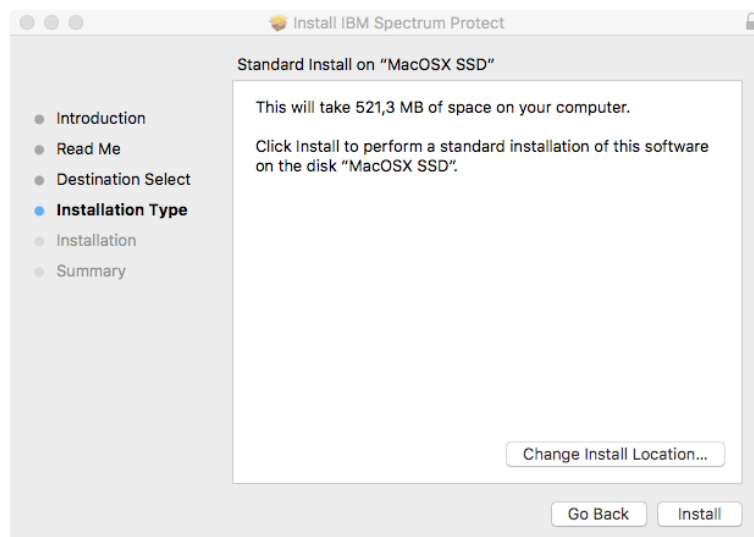 Install IBM Spectrum Protect
Standard Install on “MacOSX SSD”
Introduction
Read Me
Destination Select
Installation Type
Installation
Summary
This will take 521,3 MB of space on your computer.
Click Install to perform a standard installation of this software
on the disk “MacOSX SSD”.
Change Install Location...
Go Back
Install